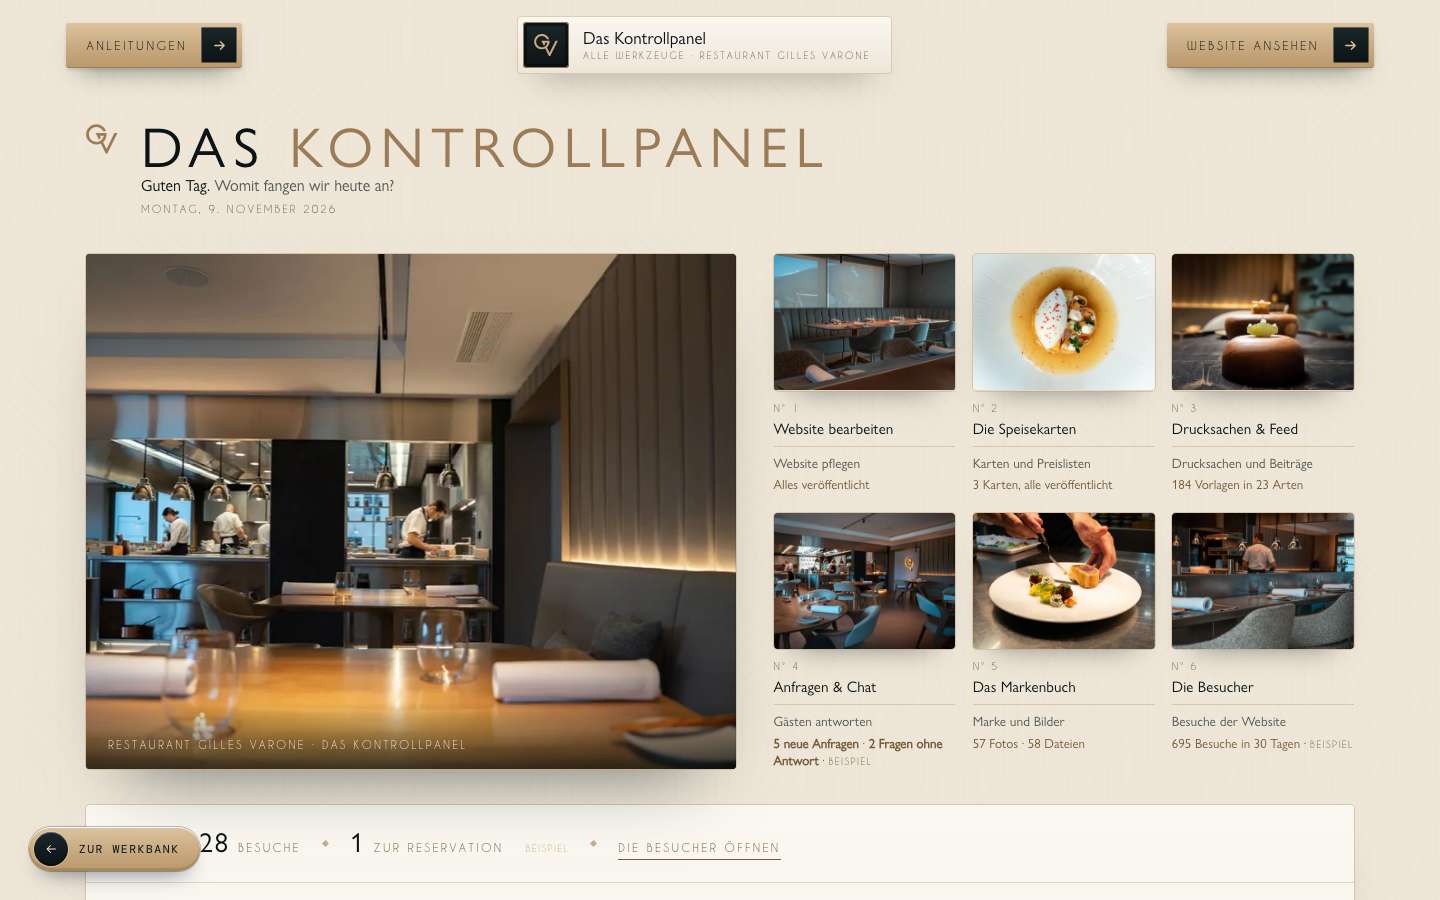 ANLEITUNGEN
GV
Das Kontrollpanel
ALLE WERKZEUGE · RESTAURANT GILLES VARONE
WEBSITE ANSEHEN
GV
DAS KONTROLLPANEL
Guten Tag. Womit fangen wir heute an?
MONTAG, 9. NOVEMBER 2026
RESTAURANT GILLES VARONE · DAS KONTROLLPANEL
N° 1
Website bearbeiten
Website pflegen
Alles veröffentlicht
N° 2
Die Speisekarten
Karten und Preislisten
3 Karten, alle veröffentlicht
N° 3
Drucksachen & Feed
Drucksachen und Beiträge
184 Vorlagen in 23 Arten
N° 4
Anfragen & Chat
Gästen antworten
5 neue Anfragen · 2 Fragen ohne
Antwort · BEISPIEL
N° 5
Das Markenbuch
Marke und Bilder
57 Fotos · 58 Dateien
N° 6
Die Besucher
Besuche der Website
695 Besuche in 30 Tagen · BEISPIEL
ZUR WERKBANK
28 BESUCHE
1 ZUR RESERVATION
BEISPIEL
DIE BESUCHER ÖFFNEN